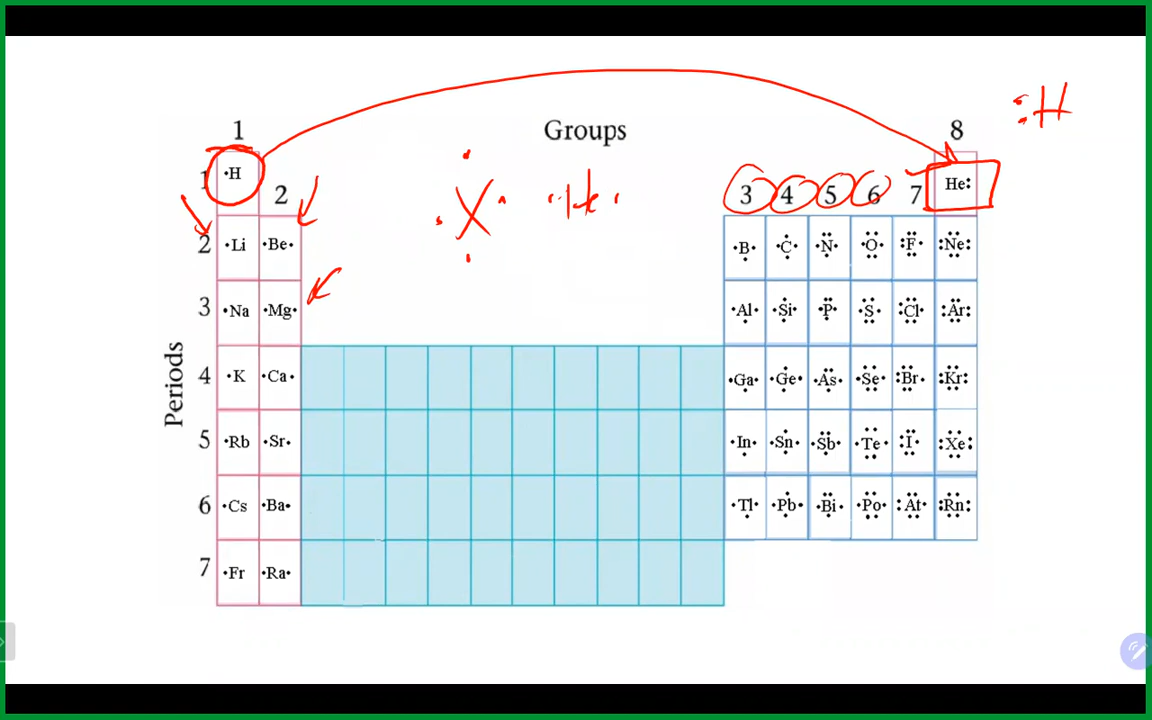 :H
1 Groups 8
1 •H 2 3 4 5 6 7 He:
X He
2 Li Be B C N O F Ne
3 Na Mg Al Si P S Cl Ar
4 K Ca Ga Ge As Se Br Kr
5 Rb Sr In Sn Sb Te I Xe
6 Cs Ba Tl Pb Bi Po At Rn
7 Fr Ra
Periods